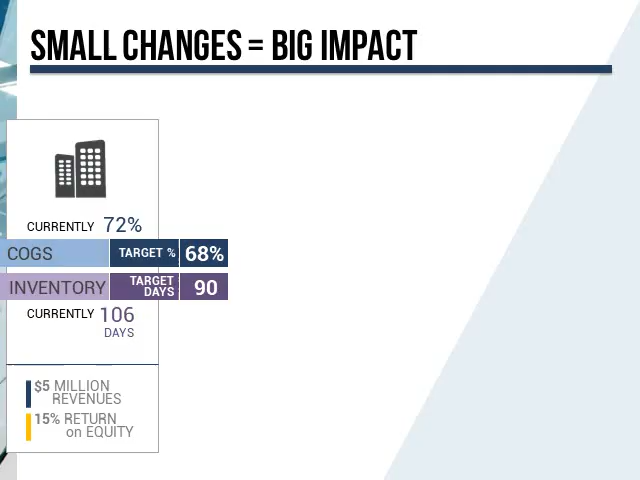 SMALL CHANGES = BIG IMPACT
CURRENTLY 72%
COGS TARGET % 68%
INVENTORY TARGET DAYS 90
CURRENTLY 106
DAYS
$5 MILLION
REVENUES
15% RETURN
on EQUITY